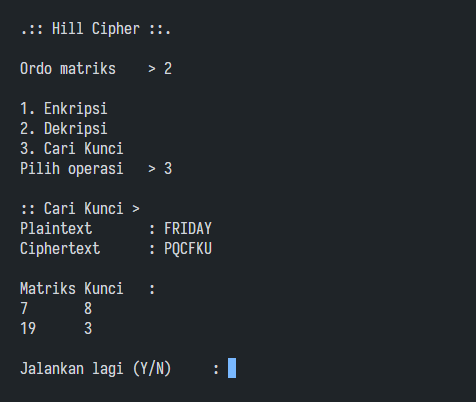 .:: Hill Cipher ::.
Ordo matriks > 2
1. Enkripsi
2. Dekripsi
3. Cari Kunci
Pilih operasi > 3
:: Cari Kunci >
Plaintext : FRIDAY
Ciphertext : PQCFKU
Matriks Kunci :
7 8
19 3
Jalankan lagi (Y/N) :